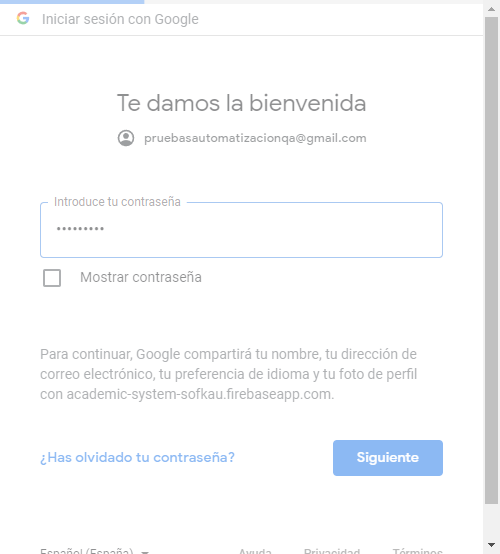 Iniciar sesión con Google
Te damos la bienvenida
pruebasautomatizacionqa@gmail.com
Introduce tu contraseña
•••••••••
Mostrar contraseña
Para continuar, Google compartirá tu nombre, tu dirección de
correo electrónico, tu preferencia de idioma y tu foto de perfil
con academic-system-sofkau.firebaseapp.com.
¿Has olvidado tu contraseña? Siguiente
Español (España) Ayuda Privacidad Términos